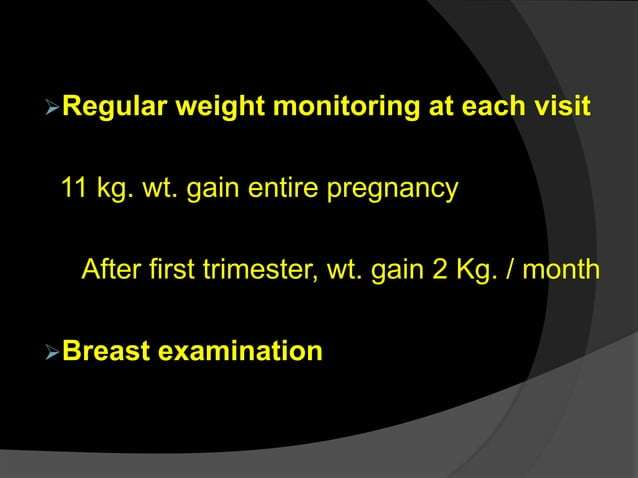 ➢Regular weight monitoring at each visit
11 kg. wt. gain entire pregnancy
After first trimester, wt. gain 2 Kg. / month
➢Breast examination